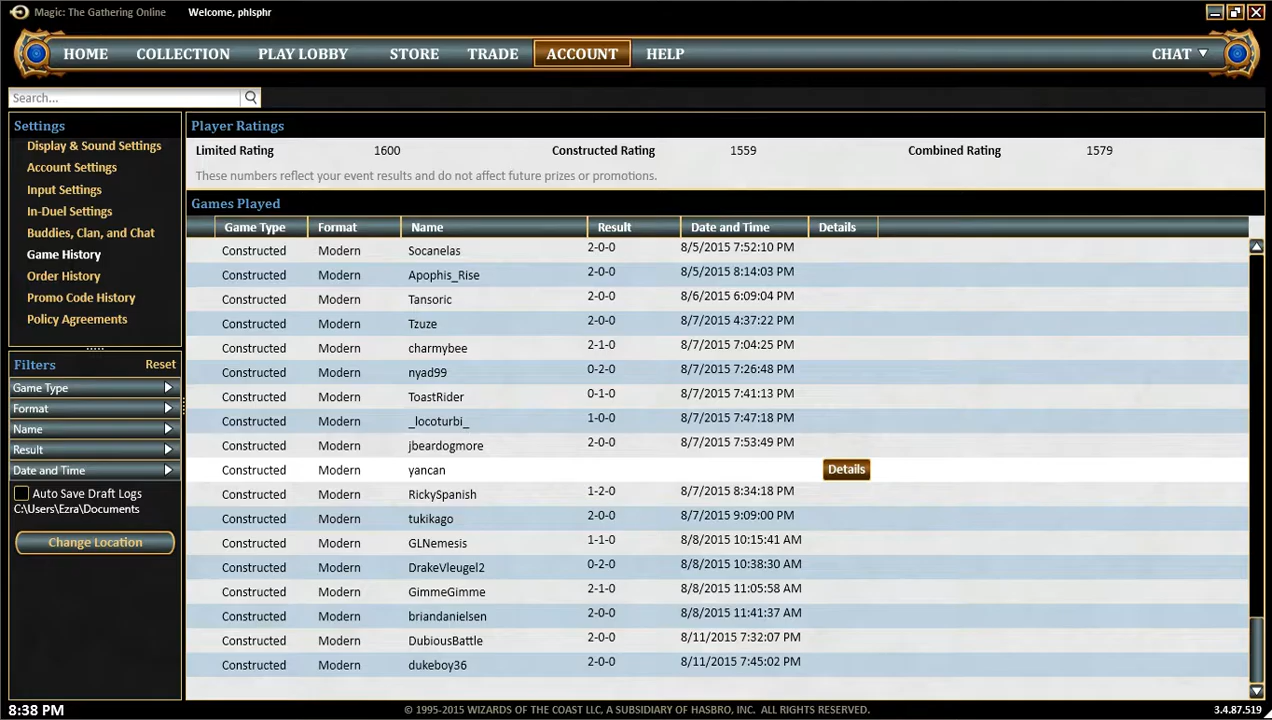 Magic: The Gathering Online Welcome, phlsphr
HOME COLLECTION PLAY LOBBY STORE TRADE ACCOUNT HELP CHAT
Search...
Settings
Display & Sound Settings
Account Settings
Input Settings
In-Duel Settings
Buddies, Clan, and Chat
Game History
Order History
Promo Code History
Policy Agreements
Filters Reset
Game Type
Format
Name
Result
Date and Time
Auto Save Draft Logs
C:\Users\Ezra\Documents
Change Location
Player Ratings
Limited Rating 1600 Constructed Rating 1559 Combined Rating 1579
These numbers reflect your event results and do not affect future prizes or promotions.
Games Played
Game Type Format Name Result Date and Time Details
Constructed Modern Socanelas 2-0-0 8/5/2015 7:52:10 PM
Constructed Modern Apophis_Rise 2-0-0 8/5/2015 8:14:03 PM
Constructed Modern Tansoric 2-0-0 8/6/2015 6:09:04 PM
Constructed Modern Tzuze 2-0-0 8/7/2015 4:37:22 PM
Constructed Modern charmybee 2-1-0 8/7/2015 7:04:25 PM
Constructed Modern nyad99 0-2-0 8/7/2015 7:26:48 PM
Constructed Modern ToastRider 0-1-0 8/7/2015 7:41:13 PM
Constructed Modern _locoturbi_ 1-0-0 8/7/2015 7:47:18 PM
Constructed Modern jbeardogmore 2-0-0 8/7/2015 7:53:49 PM
Constructed Modern yancan Details
Constructed Modern RickySpanish 1-2-0 8/7/2015 8:34:18 PM
Constructed Modern tukikago 2-0-0 8/7/2015 9:09:00 PM
Constructed Modern GLNemesis 1-1-0 8/8/2015 10:15:41 AM
Constructed Modern DrakeVleugel2 0-2-0 8/8/2015 10:38:30 AM
Constructed Modern GimmeGimme 2-1-0 8/8/2015 11:05:58 AM
Constructed Modern briandanielsen 2-0-0 8/8/2015 11:41:37 AM
Constructed Modern DubiousBattle 2-0-0 8/11/2015 7:32:07 PM
Constructed Modern dukeboy36 2-0-0 8/11/2015 7:45:02 PM
8:38 PM © 1995-2015 WIZARDS OF THE COAST LLC, A SUBSIDIARY OF HASBRO, INC. ALL RIGHTS RESERVED. 3.4.87.519